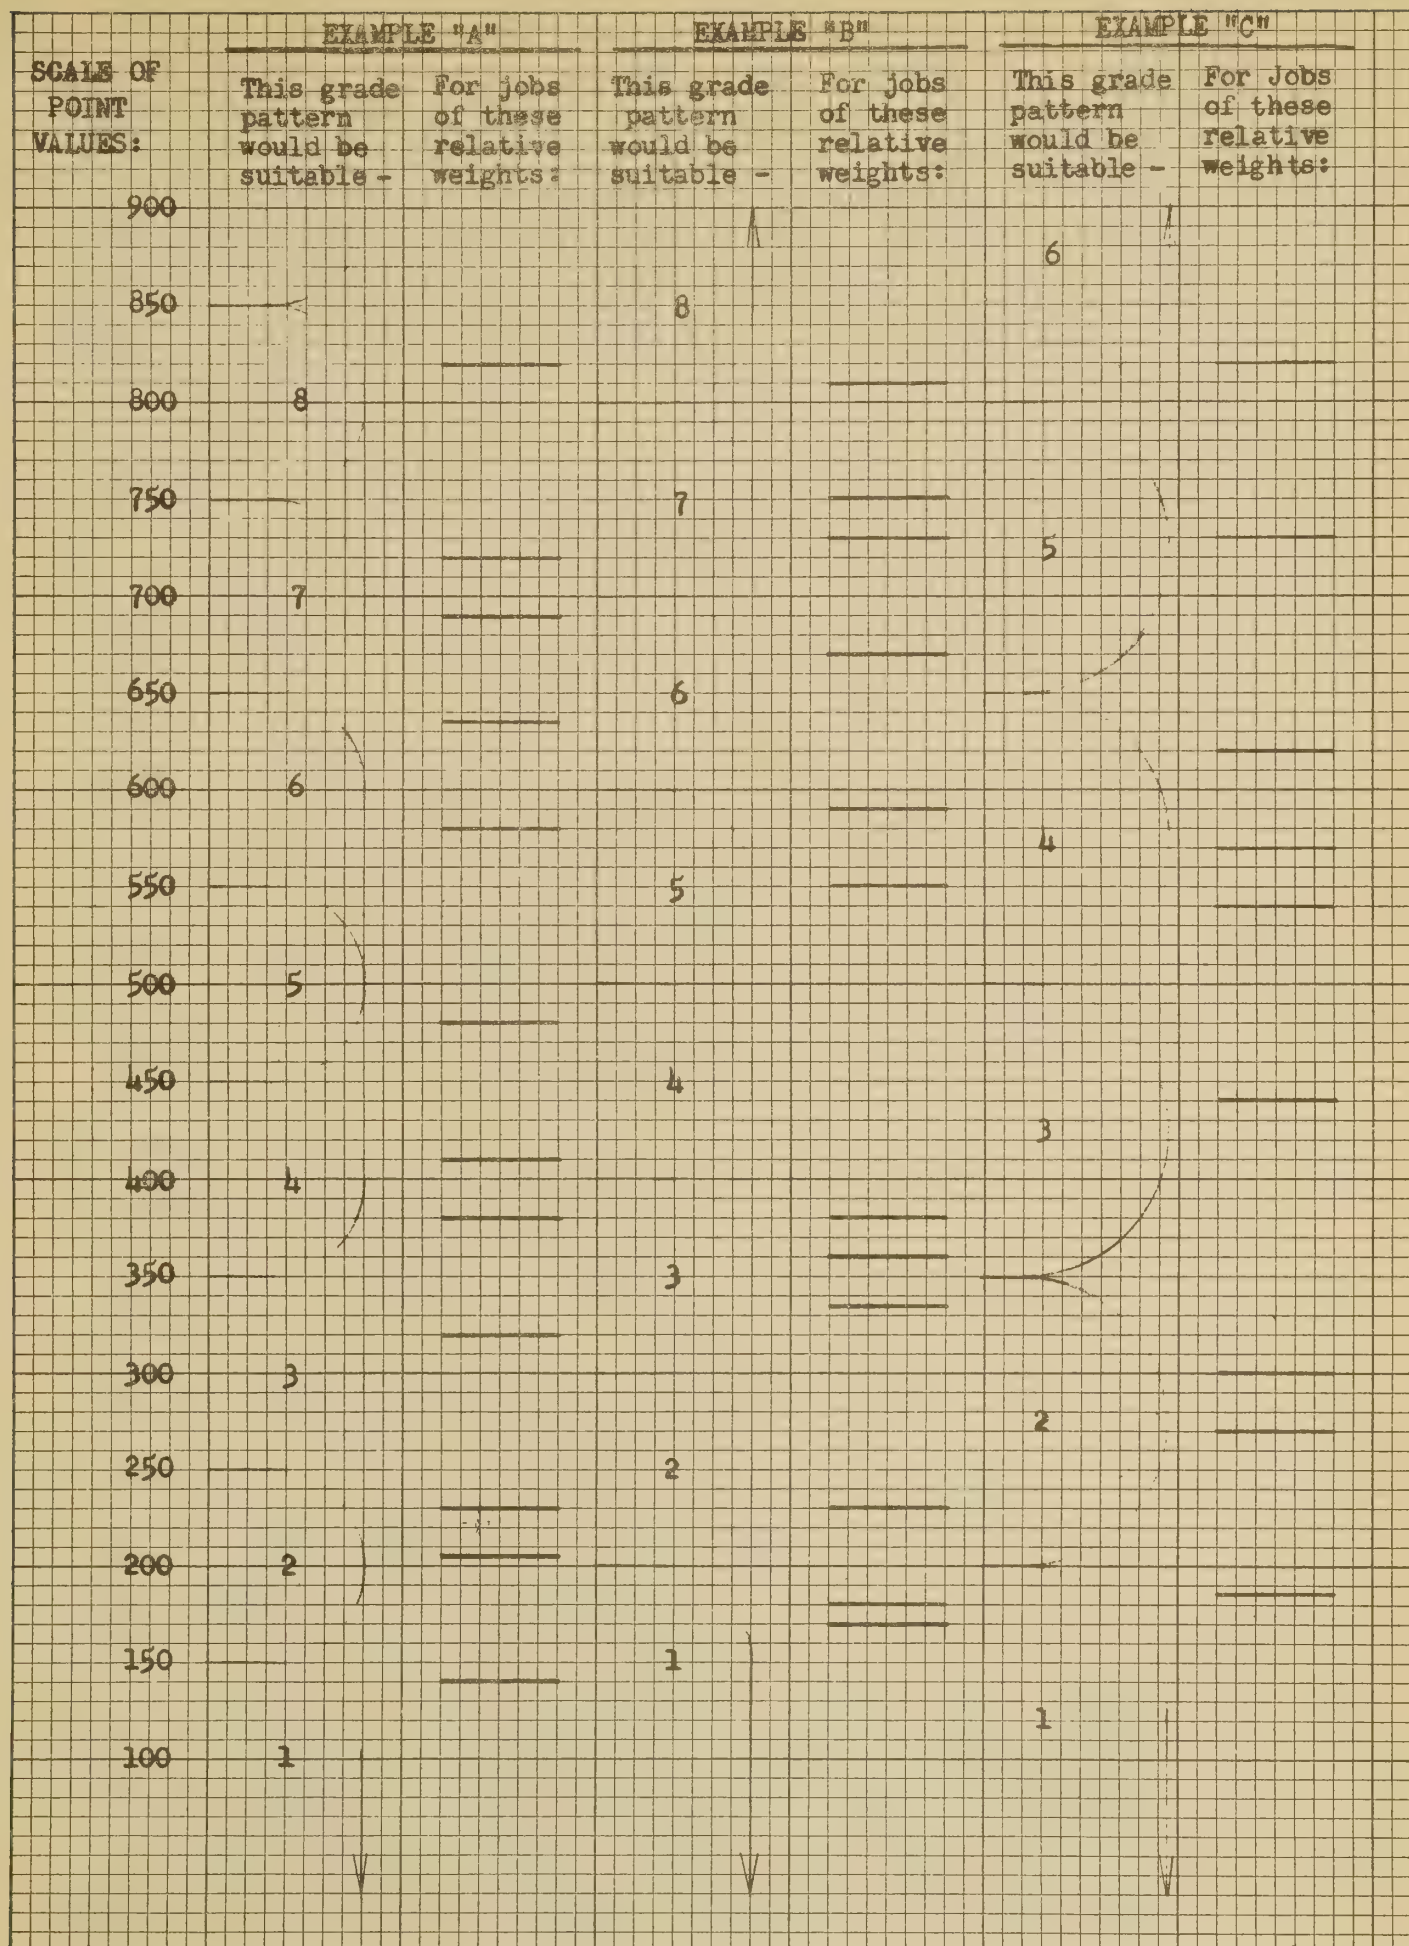 EXAMPLE "A" EXAMPLE "B" EXAMPLE "C"
SCALE OF
POINT
VALUES:
This grade
pattern
would be
suitable -
For jobs
of these
relative
weights:
This grade
pattern
would be
suitable -
For jobs
of these
relative
weights:
This grade
pattern
would be
suitable -
For Jobs
of these
relative
weights:
900
6
850 8
800 8
750 7
5
700 7
650 6
600 6
4
550 5
500 5
450 4
3
400 4
350 3
300 3
2
250 2
200 2
150 1
1
100 1